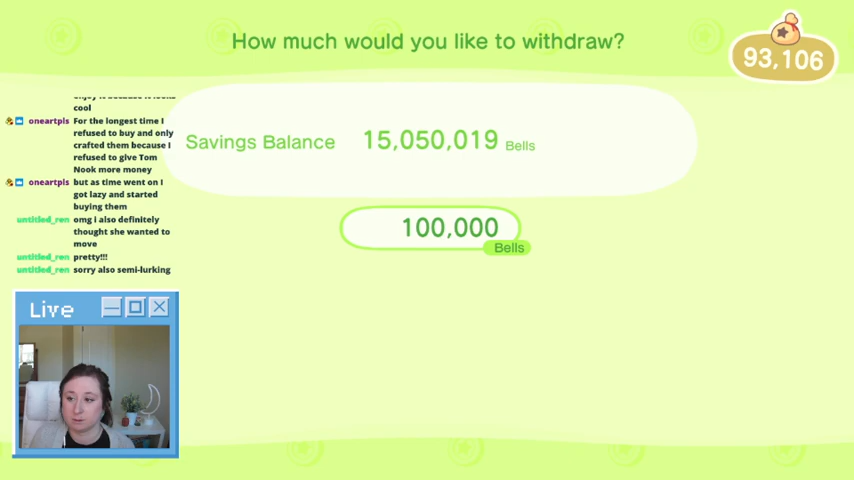 How much would you like to withdraw?
93,106
cool
oneartpls For the longest time I
refused to buy and only
crafted them because I
refused to give Tom
Nook more money
oneartpls but as time went on I
got lazy and started
buying them
untitled_ren omg i also definitely
thought she wanted to
move
untitled_ren pretty!!!
untitled_ren sorry also semi-lurking
Savings Balance 15,050,019 Bells
100,000
Bells
Live